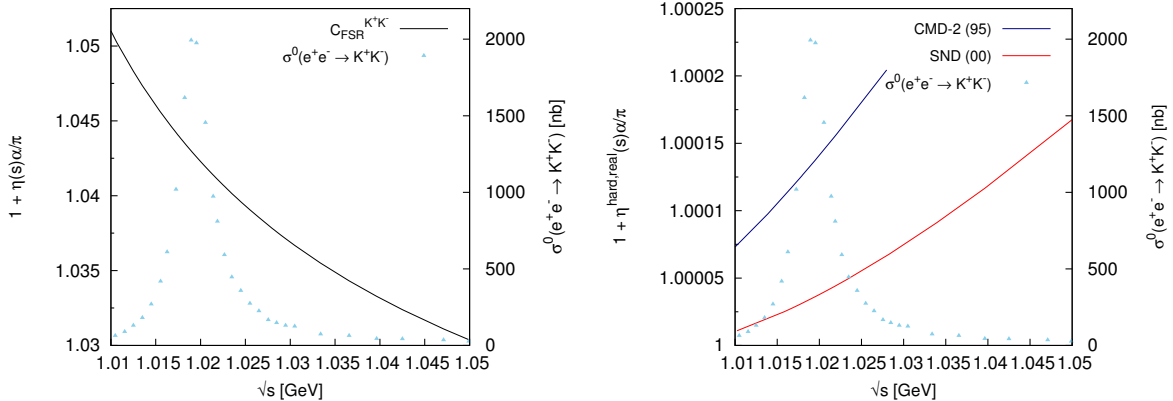 1.05
1.04
1.045
1.035
1.03
1 + η(s)α/π
C_FSR^K+K-
σ^0(e^+e^- → K^+K^-)
2000
1500
1000
500
0
σ^0(e^+e^- → K^+K^-) [nb]
1.01 1.015 1.02 1.025 1.03 1.035 1.04 1.045 1.05
√s [GeV]
1.00025
1.0002
1.00015
1.0001
1.00005
1
1 + η^hard,real(s)α/π
CMD-2 (95)
SND (00)
σ^0(e^+e^- → K^+K^-)
2000
1500
1000
500
0
σ^0(e^+e^- → K^+K^-) [nb]
1.01 1.015 1.02 1.025 1.03 1.035 1.04 1.045 1.05
√s [GeV]